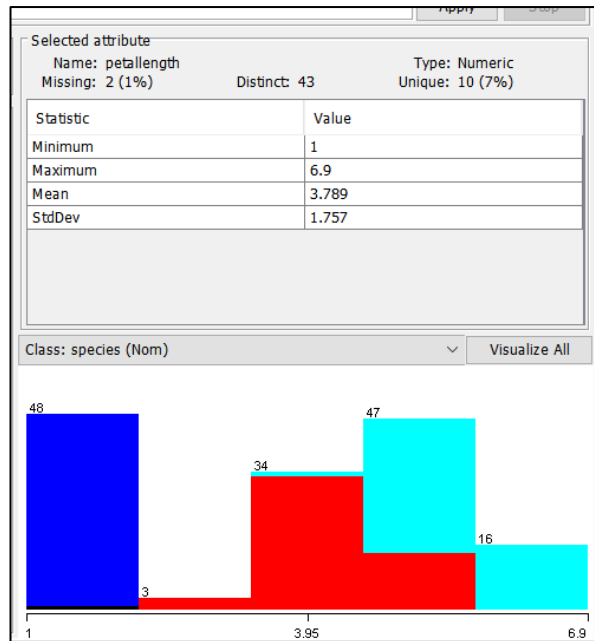 Apply Stop
Selected attribute
Name: petallength Type: Numeric
Missing: 2 (1%) Distinct: 43 Unique: 10 (7%)
Statistic Value
Minimum 1
Maximum 6.9
Mean 3.789
StdDev 1.757
Class: species (Nom) Visualize All
48
47
34
16
3
1 3.95 6.9